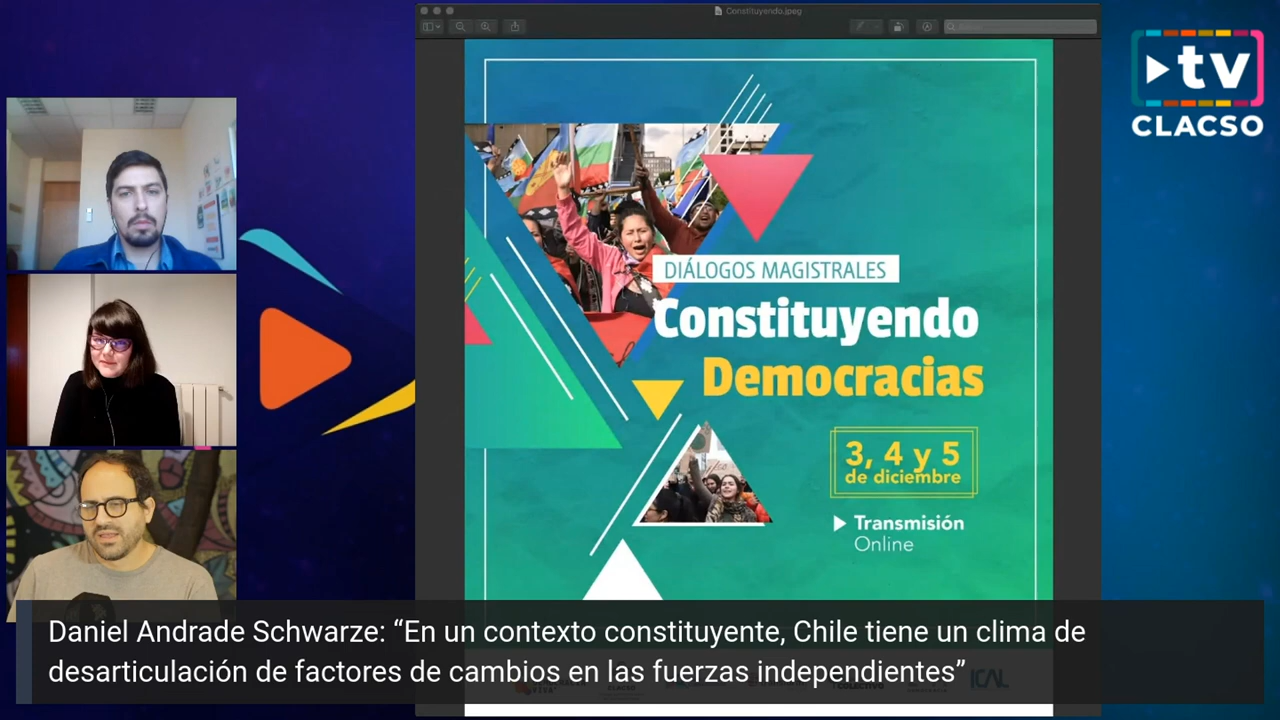 Constituyendo.jpeg
tv
CLACSO
DIÁLOGOS MAGISTRALES
Constituyendo
Democracias
3, 4 y 5
de diciembre
Transmisión
Online
Daniel Andrade Schwarze: “En un contexto constituyente, Chile tiene un clima de
desarticulación de factores de cambios en las fuerzas independientes”
ICAL